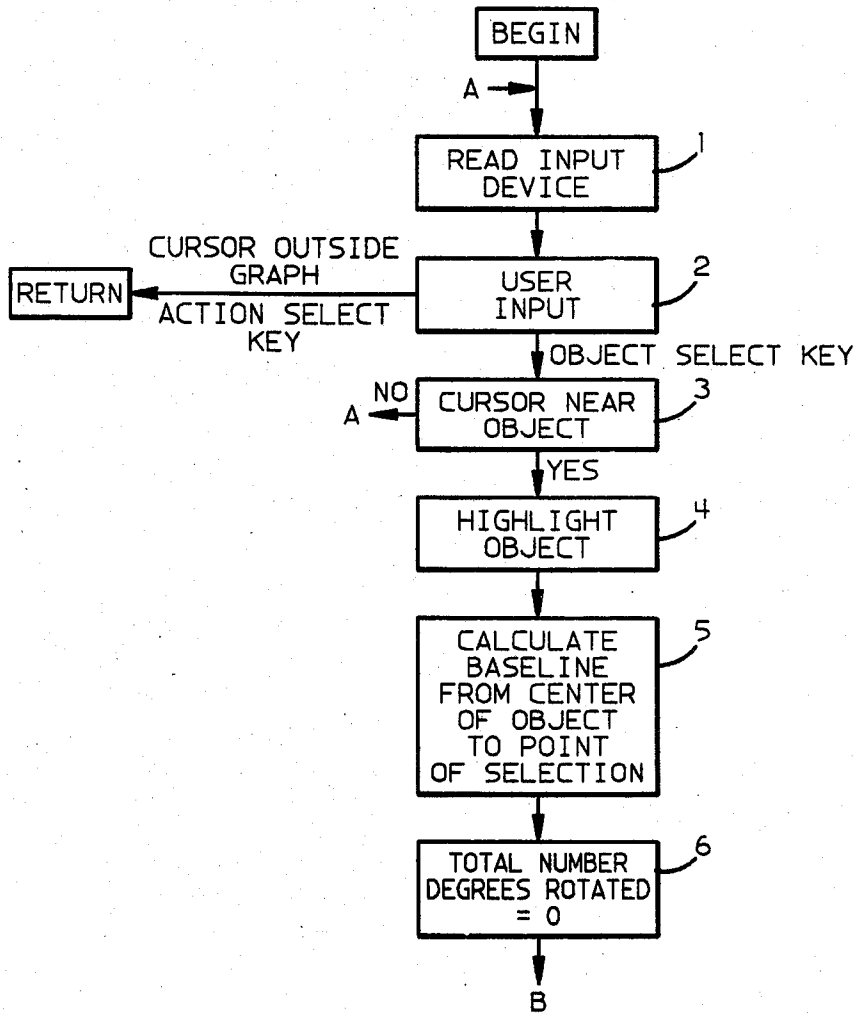 BEGIN
A
1
READ INPUT
DEVICE
CURSOR OUTSIDE
GRAPH
RETURN
ACTION SELECT
KEY
2
USER
INPUT
OBJECT SELECT KEY
3
NO
A
CURSOR NEAR
OBJECT
YES
4
HIGHLIGHT
OBJECT
5
CALCULATE
BASELINE
FROM CENTER
OF OBJECT
TO POINT
OF SELECTION
6
TOTAL NUMBER
DEGREES ROTATED
= 0
B